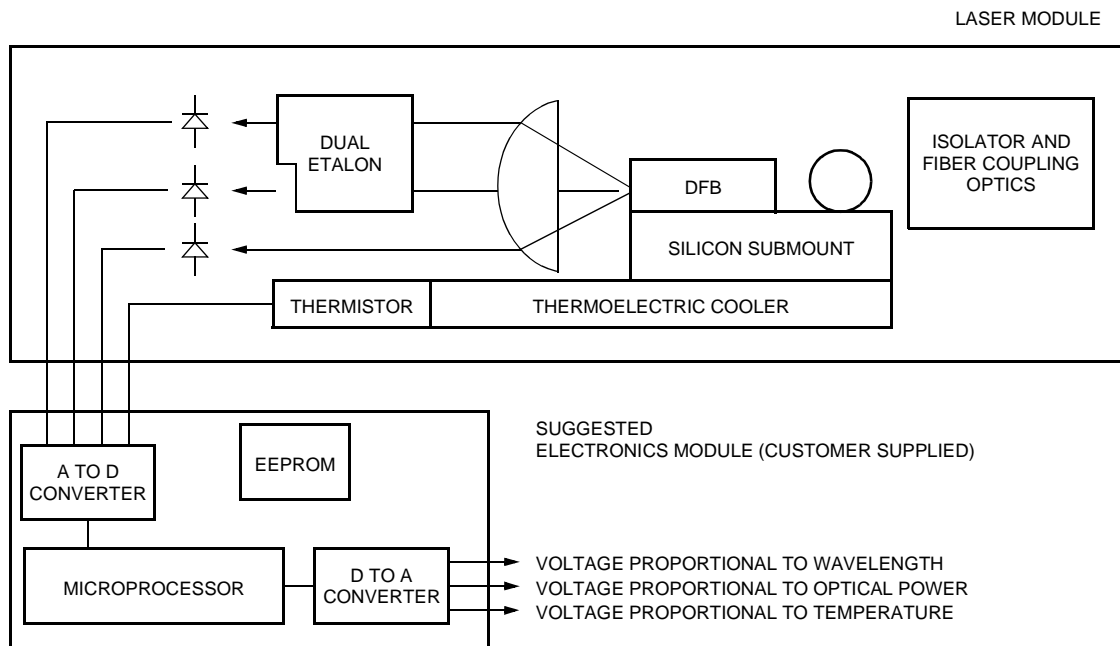 LASER MODULE
DUAL
ETALON
ISOLATOR AND
FIBER COUPLING
OPTICS
DFB
SILICON SUBMOUNT
THERMISTOR
THERMOELECTRIC COOLER
SUGGESTED
ELECTRONICS MODULE (CUSTOMER SUPPLIED)
EEPROM
A TO D
CONVERTER
MICROPROCESSOR
D TO A
CONVERTER
VOLTAGE PROPORTIONAL TO WAVELENGTH
VOLTAGE PROPORTIONAL TO OPTICAL POWER
VOLTAGE PROPORTIONAL TO TEMPERATURE